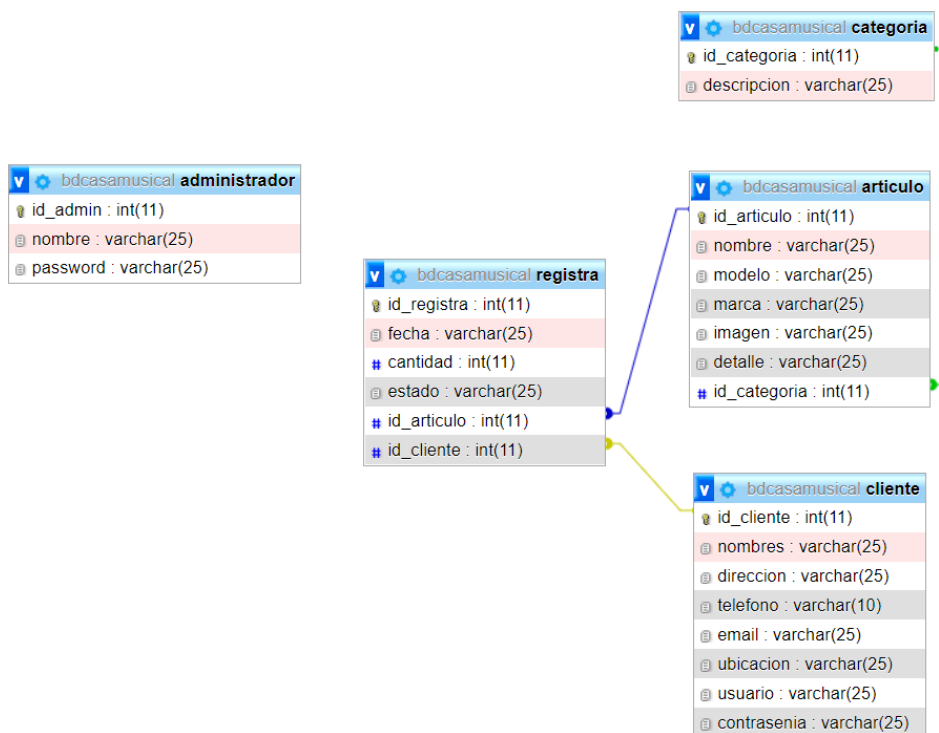 v bdcasamusical categoria
id_categoria : int(11)
descripcion : varchar(25)
v bdcasamusical administrador
id_admin : int(11)
nombre : varchar(25)
password : varchar(25)
v bdcasamusical registra
id_registra : int(11)
fecha : varchar(25)
# cantidad : int(11)
estado : varchar(25)
# id_articulo : int(11)
# id_cliente : int(11)
v bdcasamusical articulo
id_articulo : int(11)
nombre : varchar(25)
modelo : varchar(25)
marca : varchar(25)
imagen : varchar(25)
detalle : varchar(25)
# id_categoria : int(11)
v bdcasamusical cliente
id_cliente : int(11)
nombres : varchar(25)
direccion : varchar(25)
telefono : varchar(10)
email : varchar(25)
ubicacion : varchar(25)
usuario : varchar(25)
contrasenia : varchar(25)